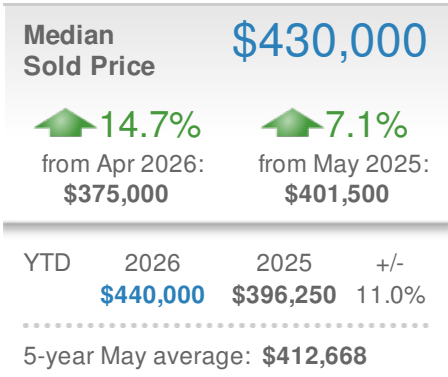 Median
Sold Price
$430,000
14.7% 7.1%
from Apr 2026: from May 2025:
$375,000 $401,500
YTD 2026 2025 +/-
$440,000 $396,250 11.0%
5-year May average: $412,668